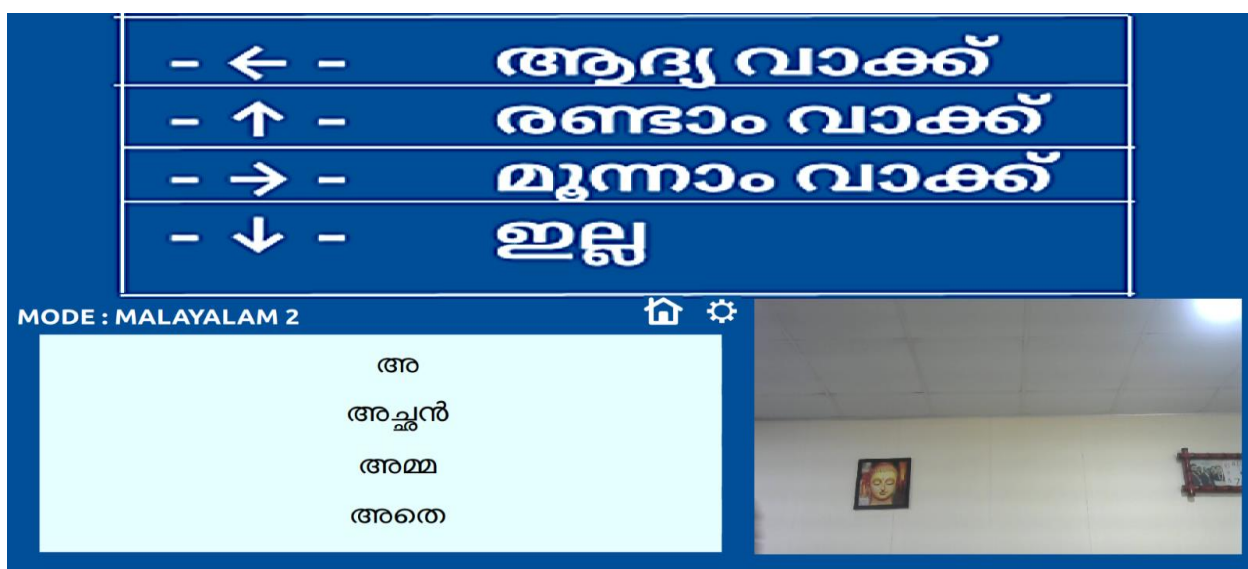 - ← - ആദ്യ വാക്ക്
- ↑ - രണ്ടാം വാക്ക്
- → - മൂന്നാം വാക്ക്
- ↓ - ഇല്ല
MODE : MALAYALAM 2
അ
അച്ഛൻ
അമ്മ
അതെ